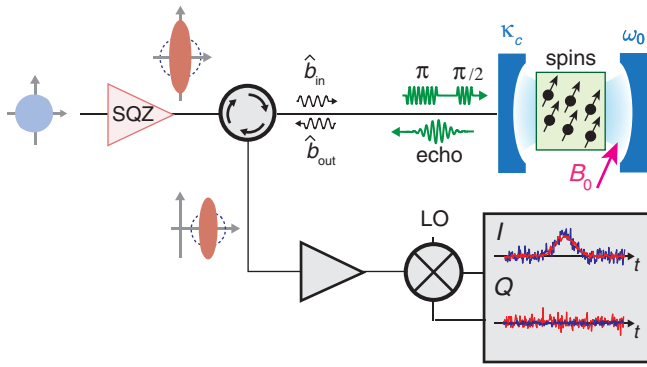 κc
ω0
spins
SQZ
b̂in
π
π/2
b̂out
echo
B0
LO
I
t
Q
t